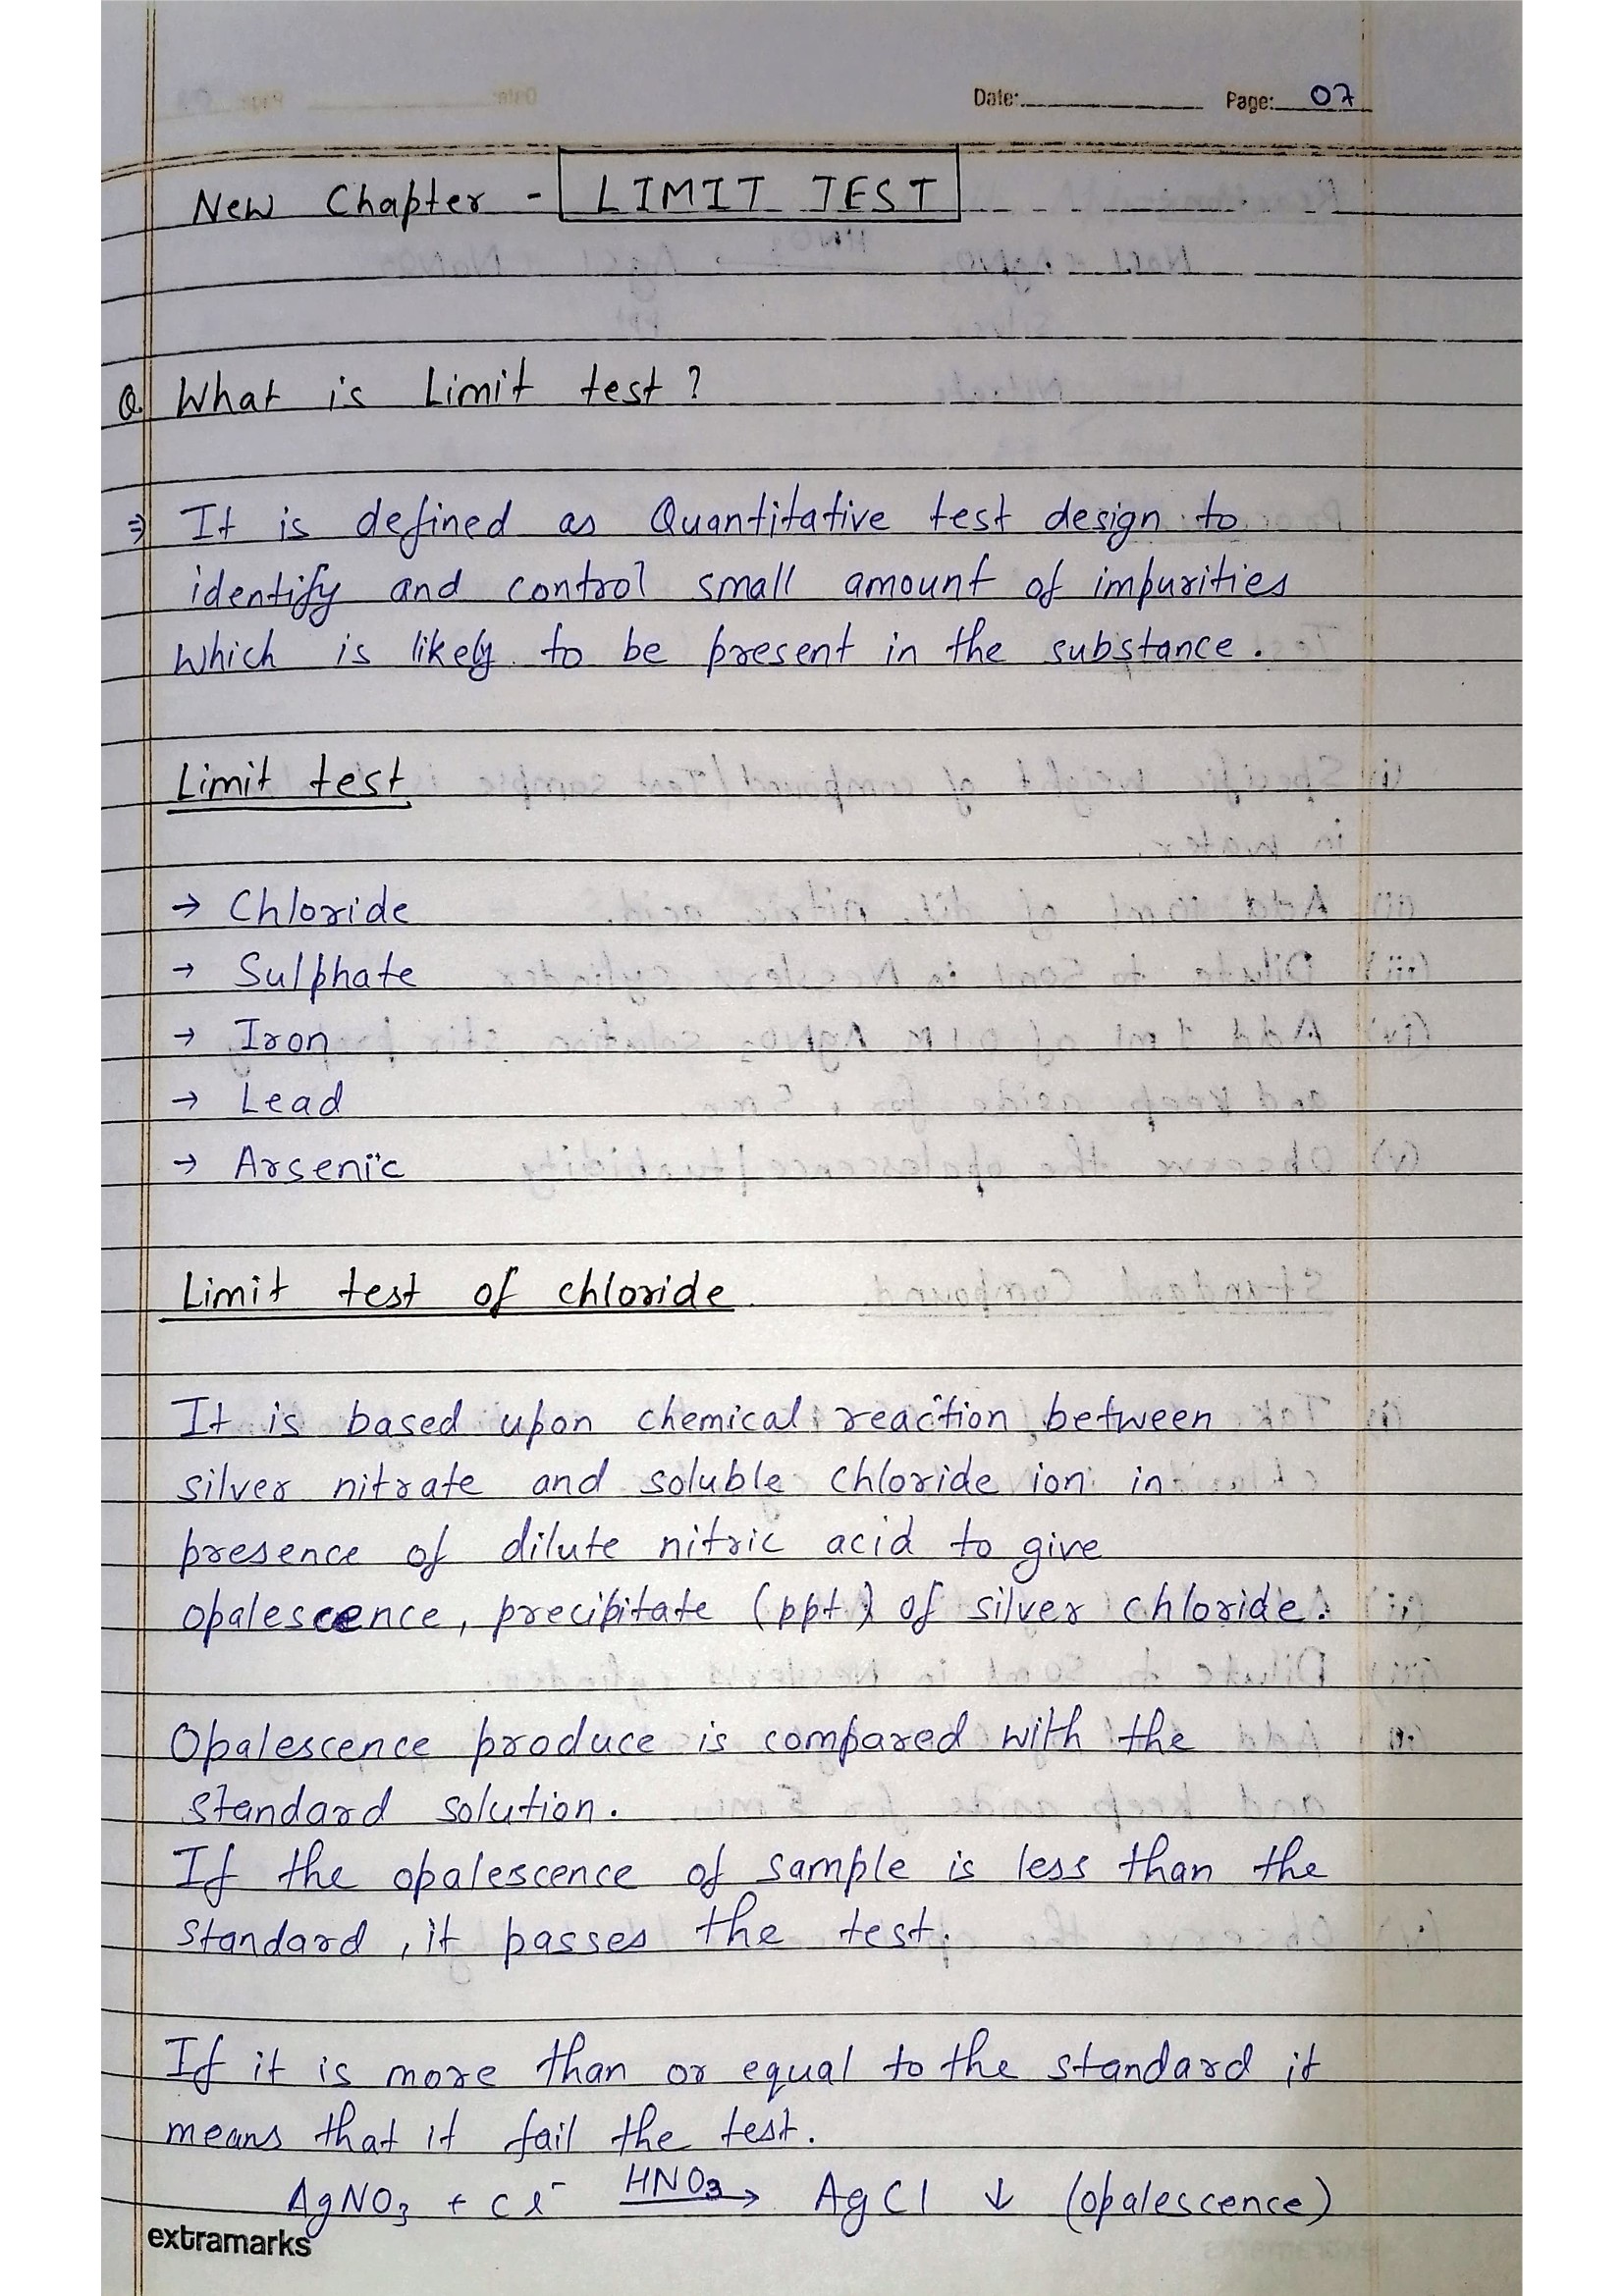 Date: Page: 07
New Chapter - LIMIT TEST
Q. What is Limit test?
⇒ It is defined as Quantitative test design to
identify and control small amount of impurities
which is likely to be present in the substance.
Limit test
→ Chloride
→ Sulphate
→ Iron
→ Lead
→ Arsenic
Limit test of chloride
It is based upon chemical reaction between
silver nitrate and soluble chloride ion in
presence of dilute nitric acid to give
opalescence, precipitate (ppt) of silver chloride.
Opalescence produce is compared with the
standard solution.
If the opalescence of sample is less than the
standard, it passes the test.
If it is more than or equal to the standard it
means that it fail the test.
AgNO₃ + Cl⁻ HNO₃→ AgCl ↓ (opalescence)
extramarks